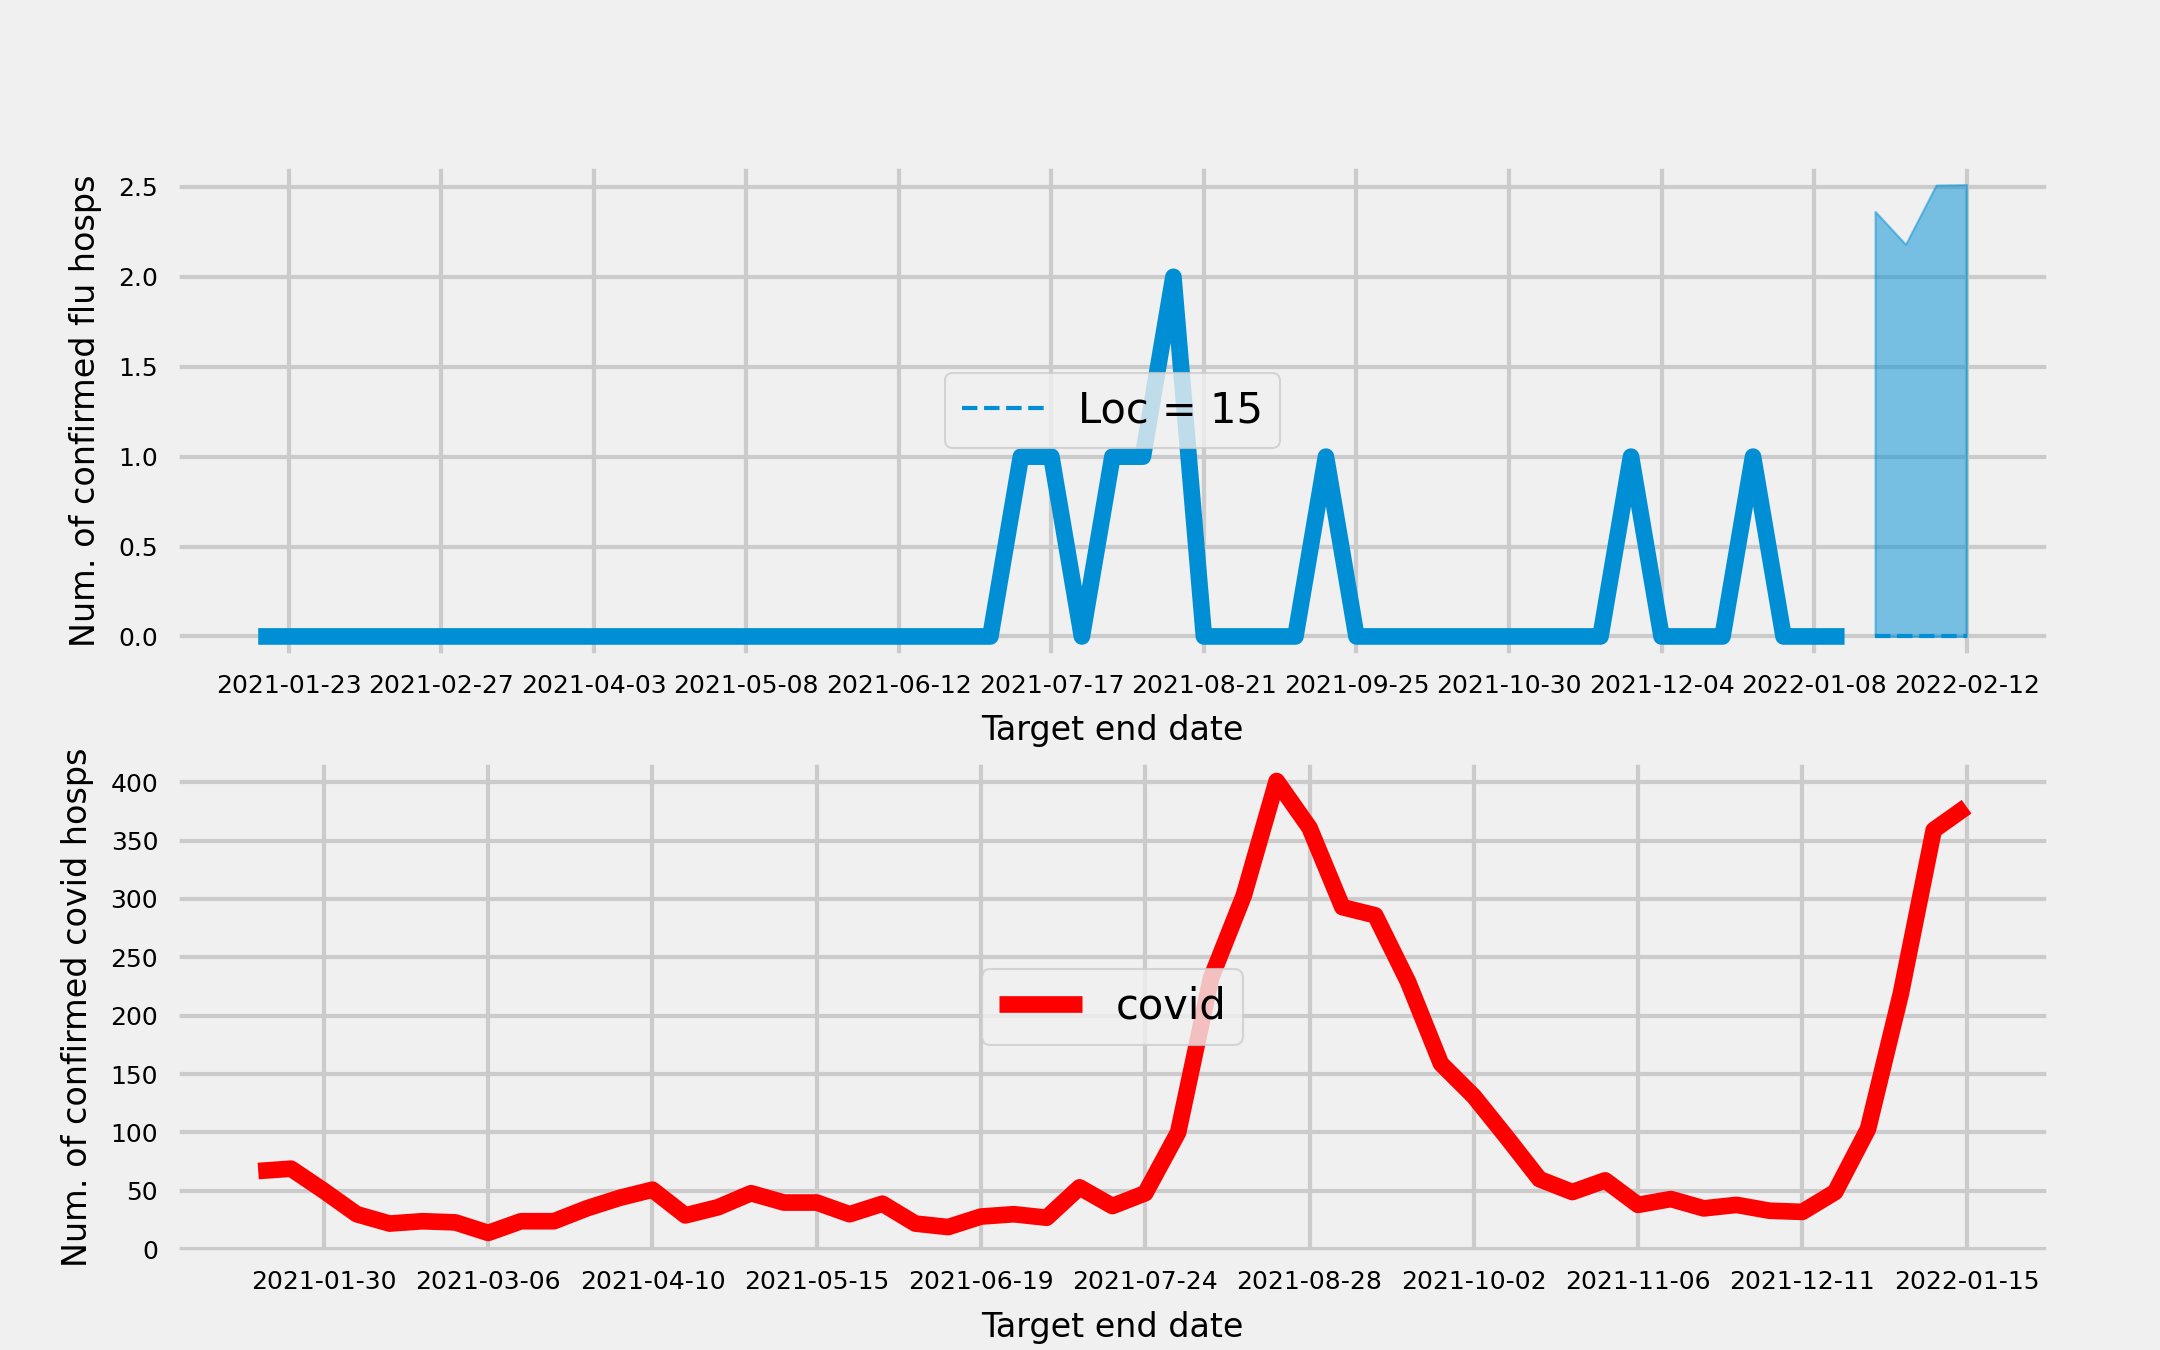 Num. of confirmed flu hosps
2.5
2.0
1.5
1.0
0.5
0.0
Loc = 15
2021-01-23 2021-02-27 2021-04-03 2021-05-08 2021-06-12 2021-07-17 2021-08-21 2021-09-25 2021-10-30 2021-12-04 2022-01-08 2022-02-12
Target end date
Num. of confirmed covid hosps
400
350
300
250
200
150
100
50
0
covid
2021-01-30 2021-03-06 2021-04-10 2021-05-15 2021-06-19 2021-07-24 2021-08-28 2021-10-02 2021-11-06 2021-12-11 2022-01-15
Target end date